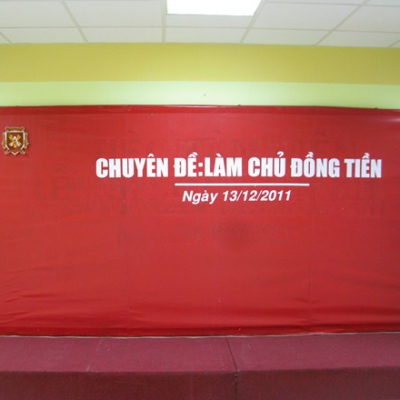 CHUYÊN ĐỀ:LÀM CHỦ ĐỒNG TIỀN
Ngày 13/12/2011